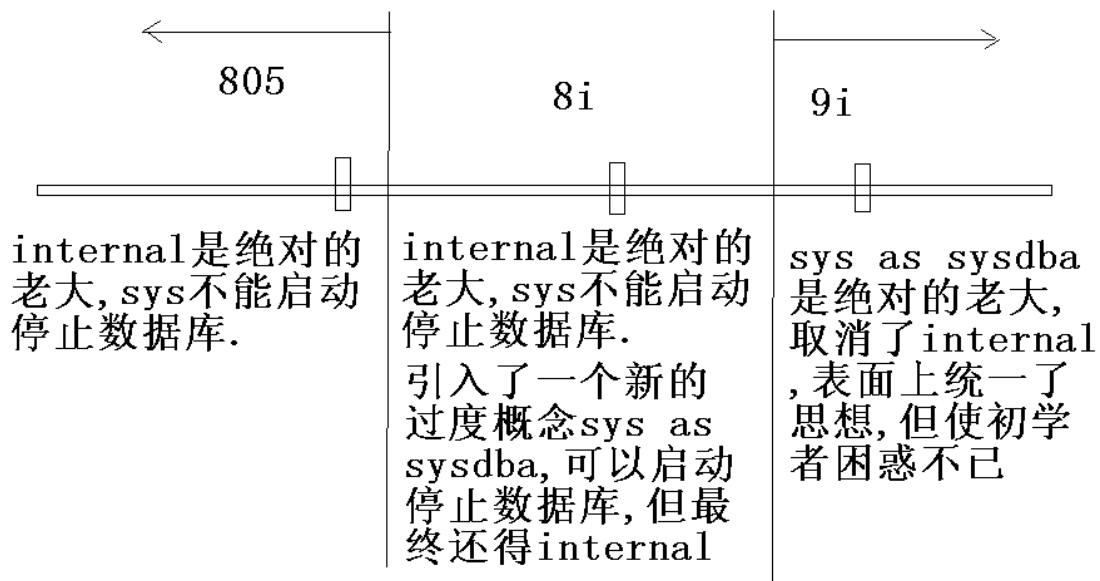 805
8i
9i
internal是绝对的
老大,sys不能启动
停止数据库.
internal是绝对的
老大,sys不能启动
停止数据库.
引入了一个新的
过度概念sys as
sysdba,可以启动
停止数据库,但最
终还得internal
sys as sysdba
是绝对的老大,
取消了internal
,表面上统一了
思想,但使初学
者困惑不已